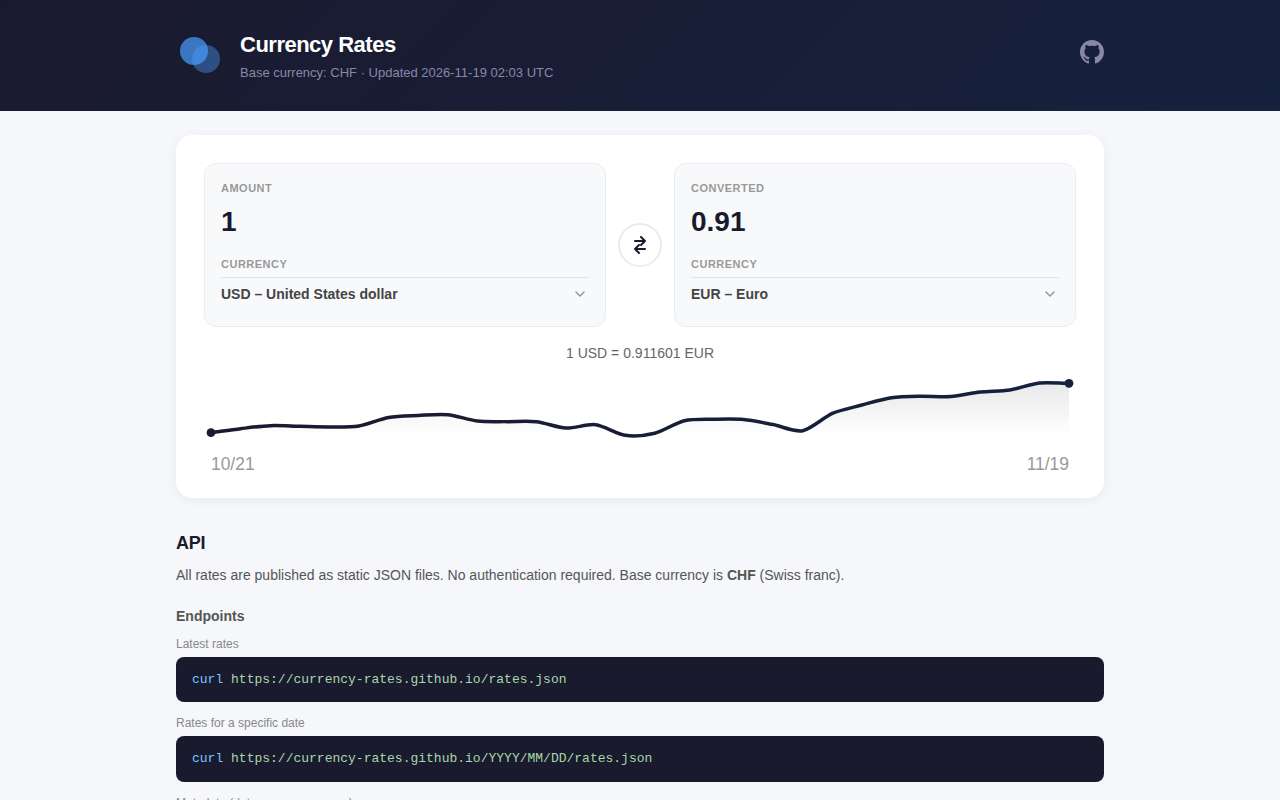 Currency Rates
Base currency: CHF · Updated 2026-11-19 02:03 UTC
AMOUNT
1
CURRENCY
USD – United States dollar
CONVERTED
0.91
CURRENCY
EUR – Euro
1 USD = 0.911601 EUR
10/21
11/19
API
All rates are published as static JSON files. No authentication required. Base currency is CHF (Swiss franc).
Endpoints
Latest rates
curl https://currency-rates.github.io/rates.json
Rates for a specific date
curl https://currency-rates.github.io/YYYY/MM/DD/rates.json